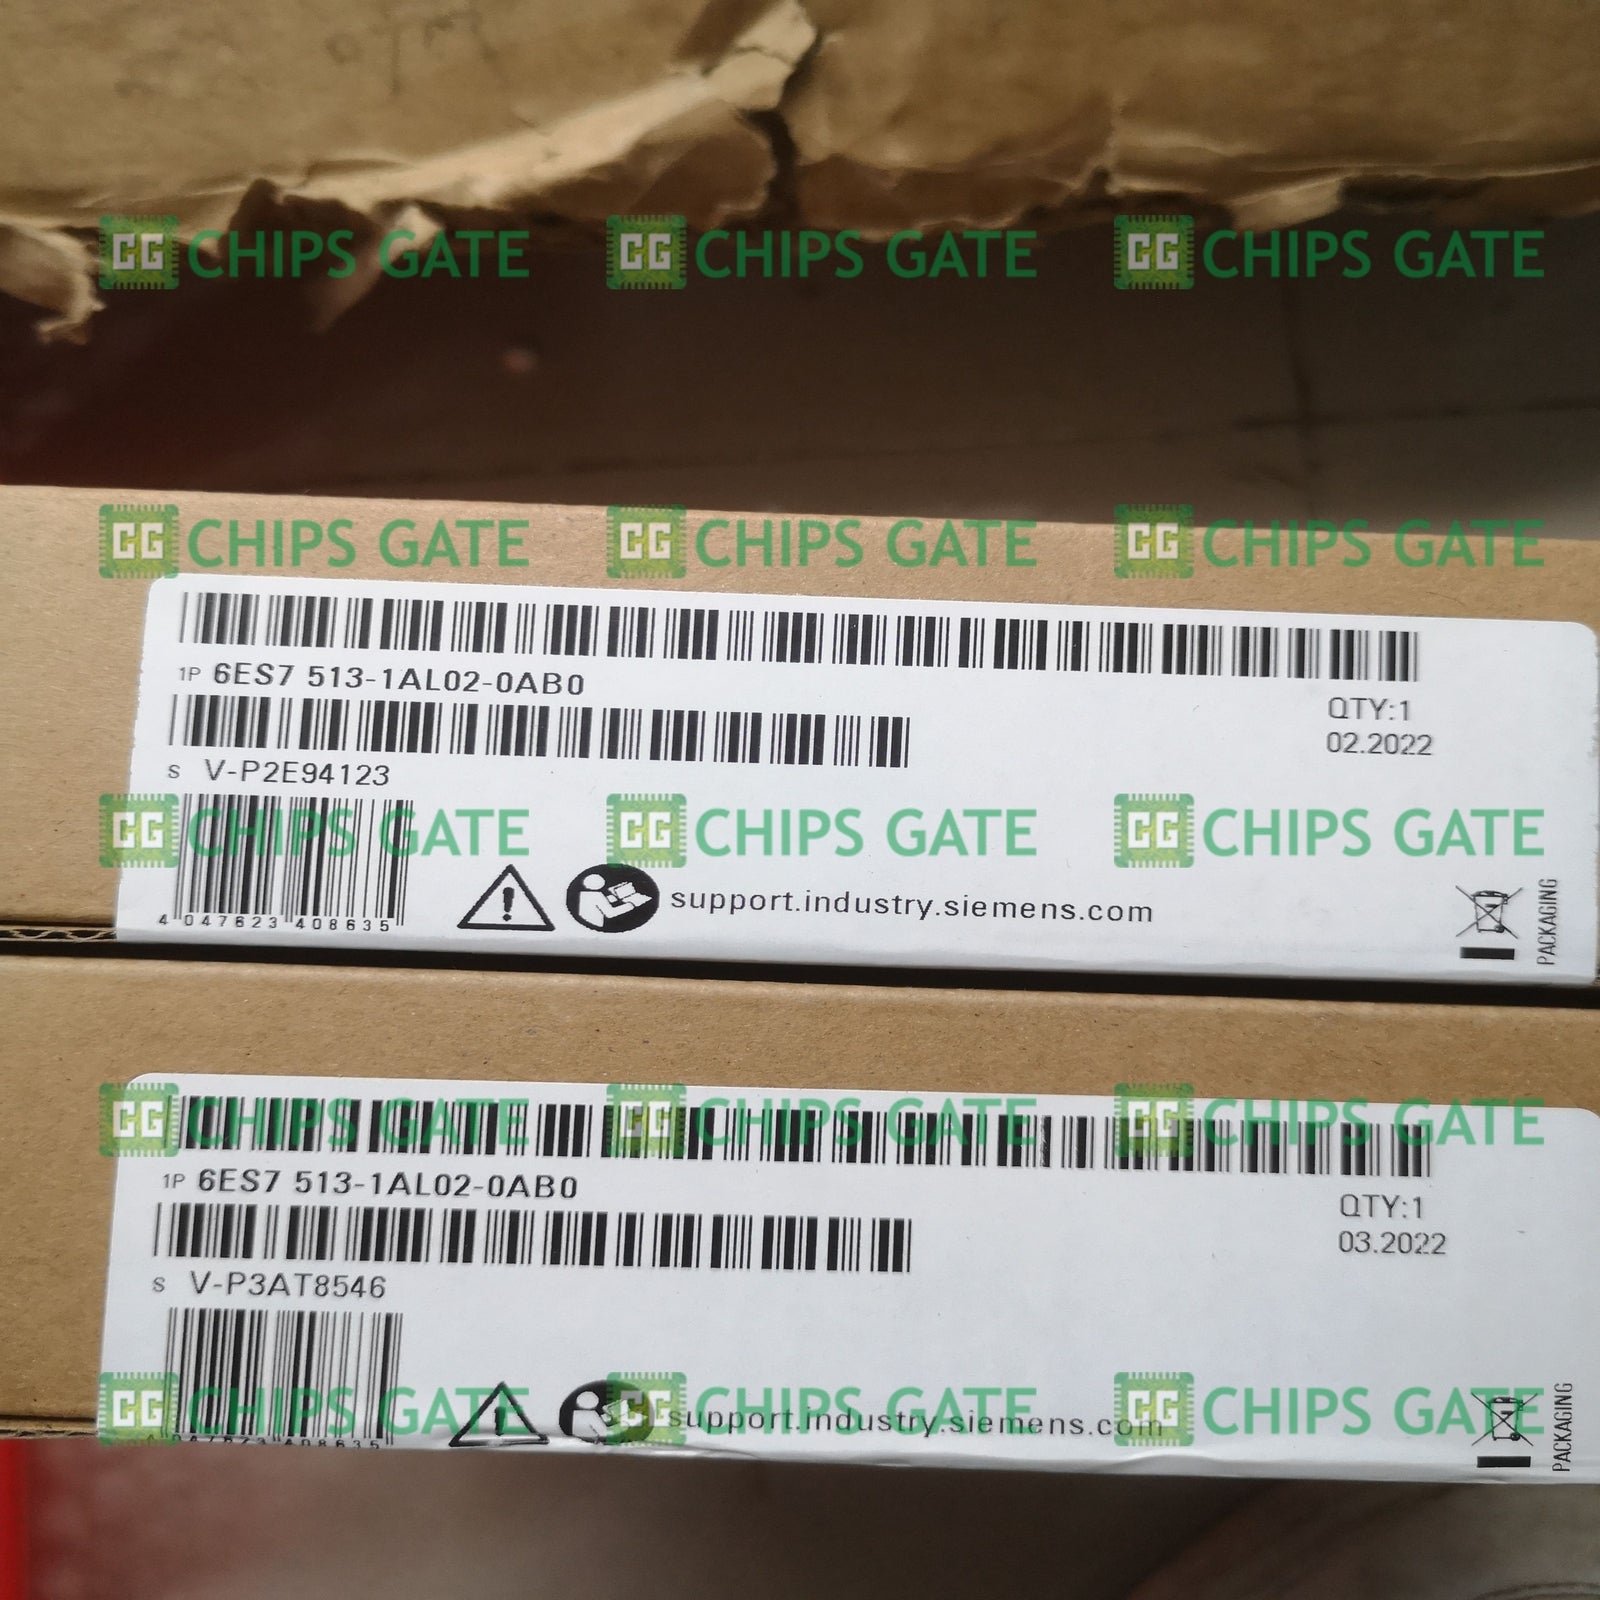 CG CHIPS GATE CG CHIPS GATE CG CHIPS GATE
CG CHIPS GATE CG CHIPS GATE CG CHIPS GATE
1P 6ES7 513-1AL02-0AB0
QTY:1
02.2022
S V-P2E94123
CG CHIPS GATE CG CHIPS GATE CG CHIPS GATE
4 047623 408635
support.industry.siemens.com
PACKAGING
CG CHIPS GATE CG CHIPS GATE CG CHIPS GATE
1P 6ES7 513-1AL02-0AB0
QTY:1
03.2022
S V-P3AT8546
CG CHIPS GATE CG CHIPS GATE CG CHIPS GATE
support.industry.siemens.com
PACKAGING
4 047623 408635